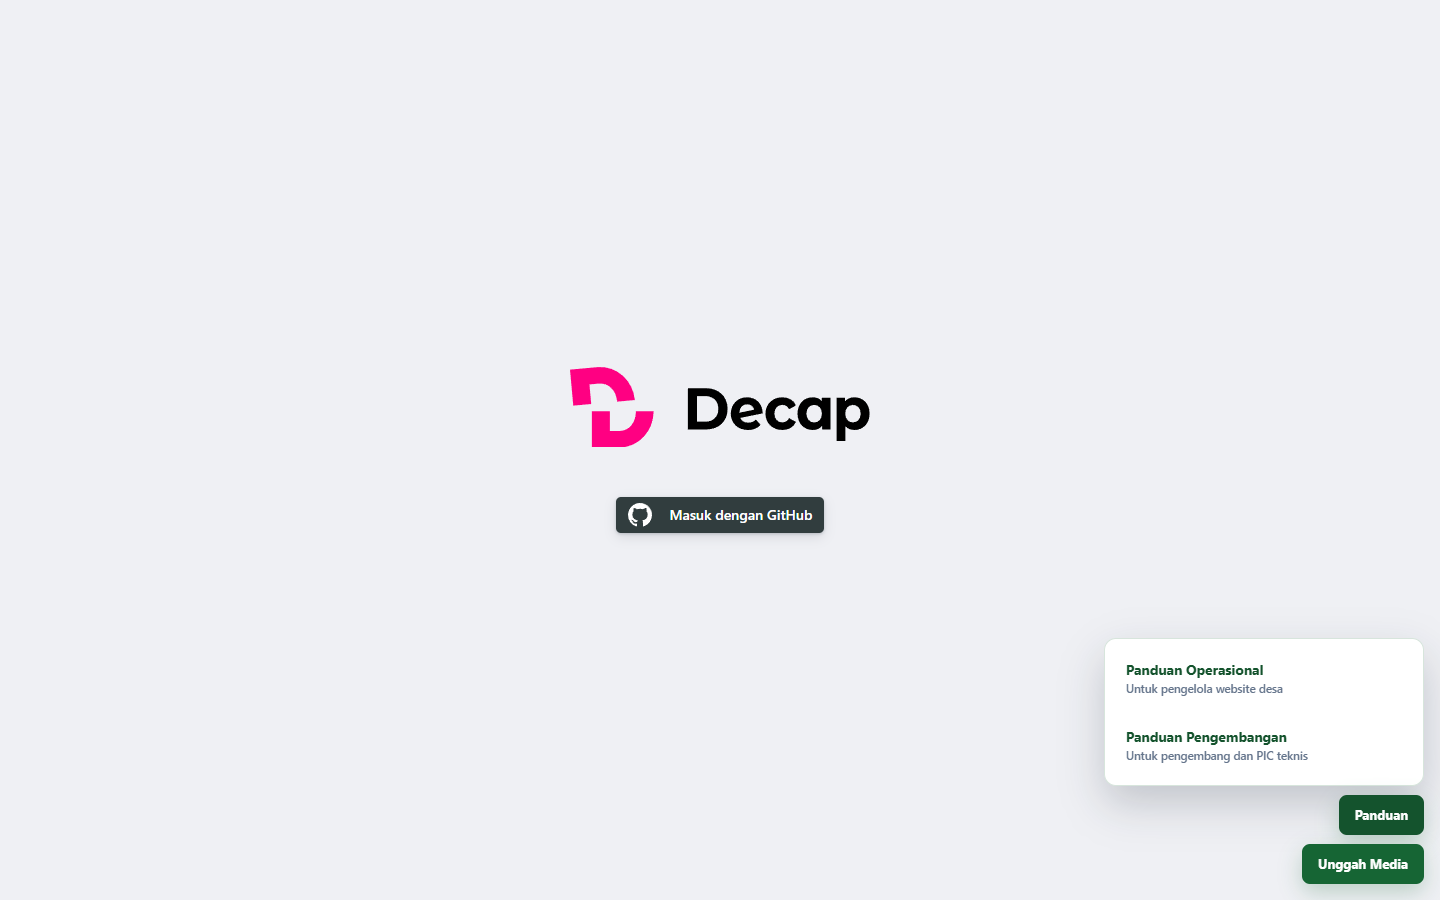 Decap
Masuk dengan GitHub
Panduan Operasional
Untuk pengelola website desa
Panduan Pengembangan
Untuk pengembang dan PIC teknis
Panduan
Unggah Media